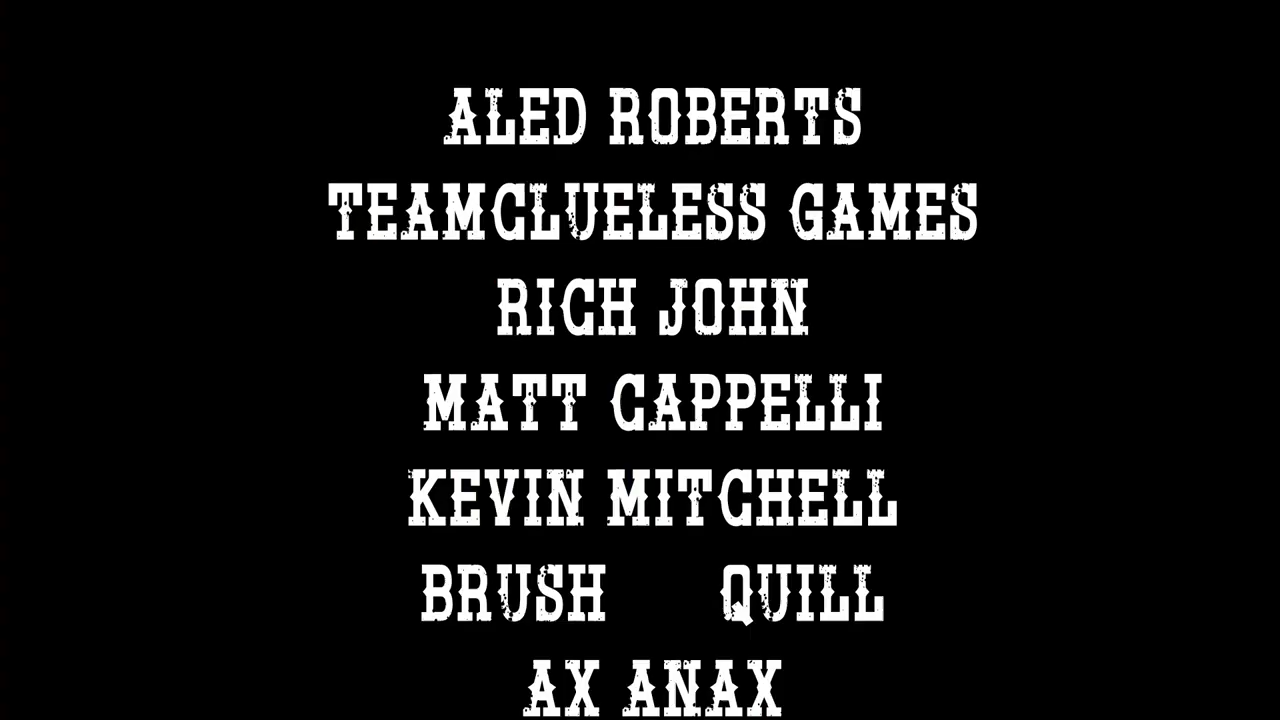 ALED ROBERTS
TEAMCLUELESS GAMES
RICH JOHN
MATT CAPPELLI
KEVIN MITCHELL
BRUSH QUILL
AX ANAX